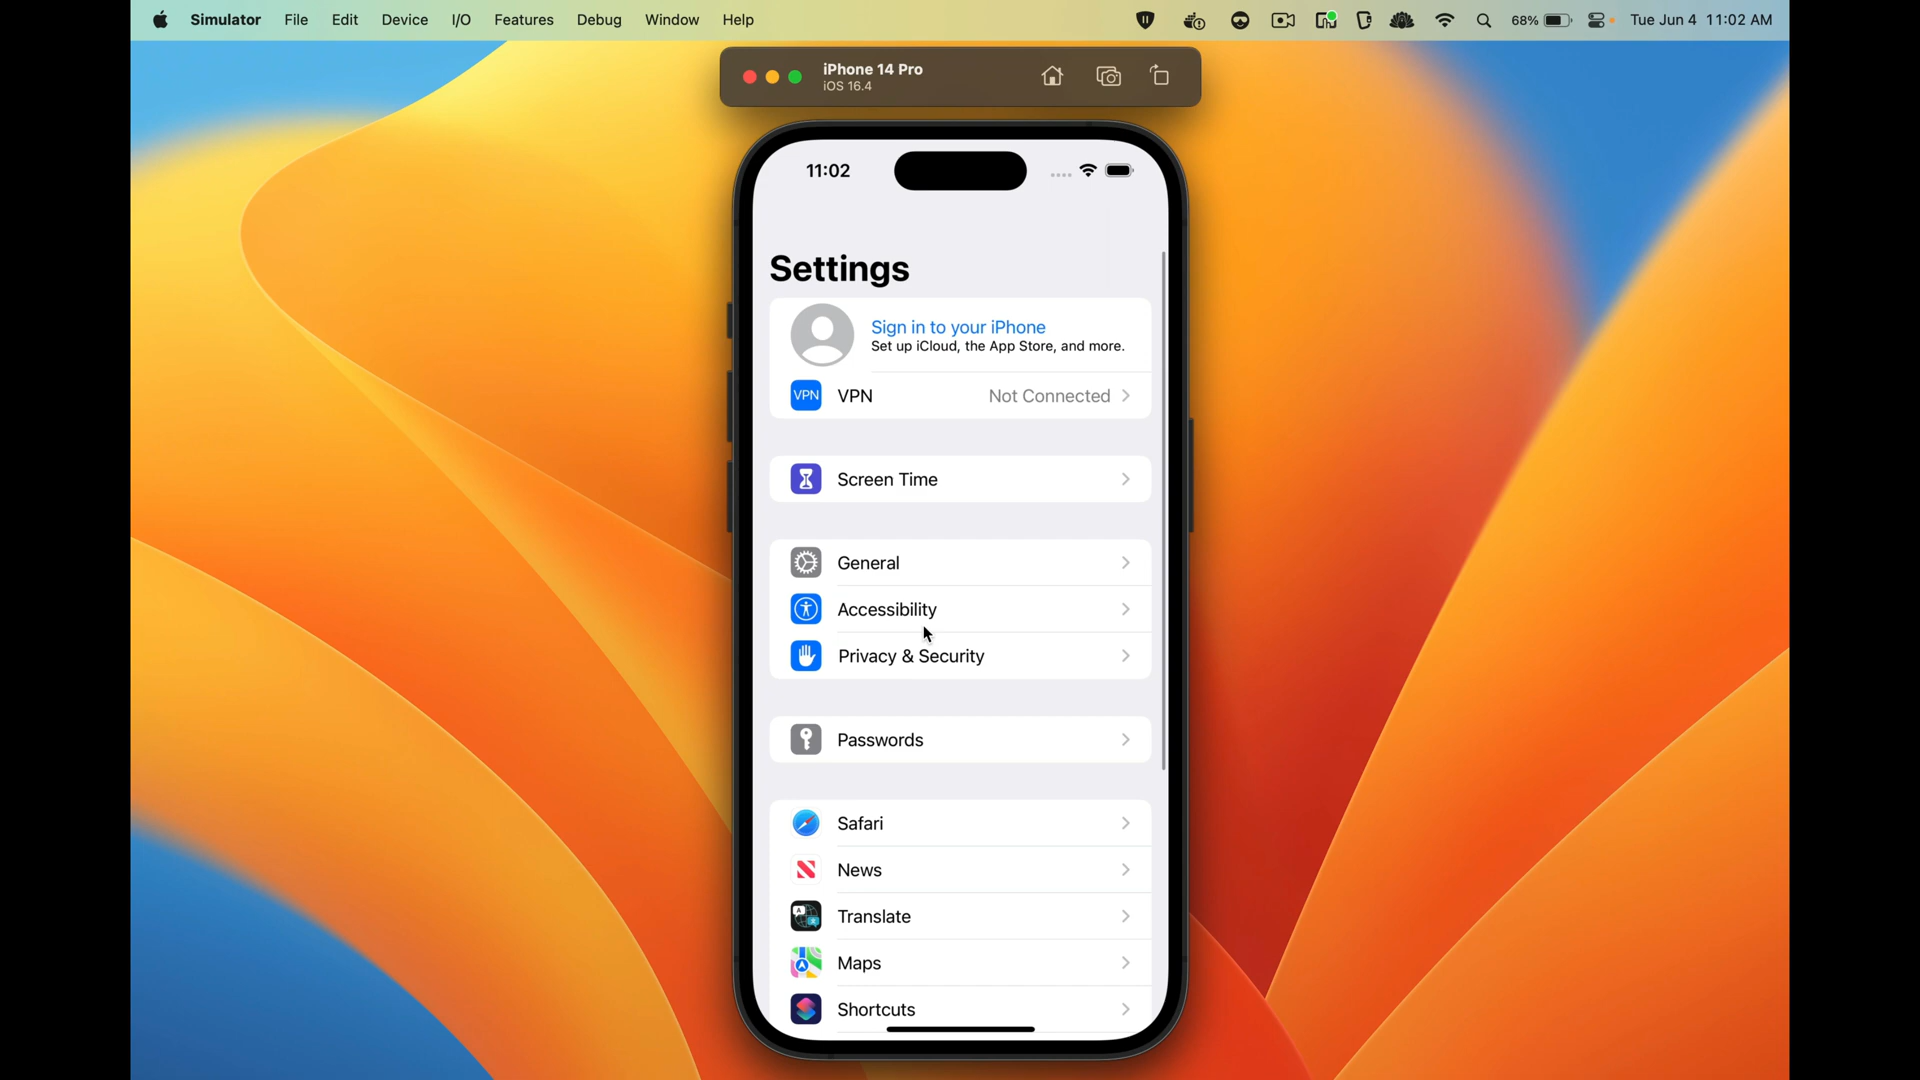 Simulator File Edit Device I/O Features Debug Window Help 68% Tue Jun 4 11:02 AM
iPhone 14 Pro
iOS 16.4
11:02
Settings
Sign in to your iPhone
Set up iCloud, the App Store, and more.
VPN VPN Not Connected
Screen Time
General
Accessibility
Privacy & Security
Passwords
Safari
News
Translate
Maps
Shortcuts